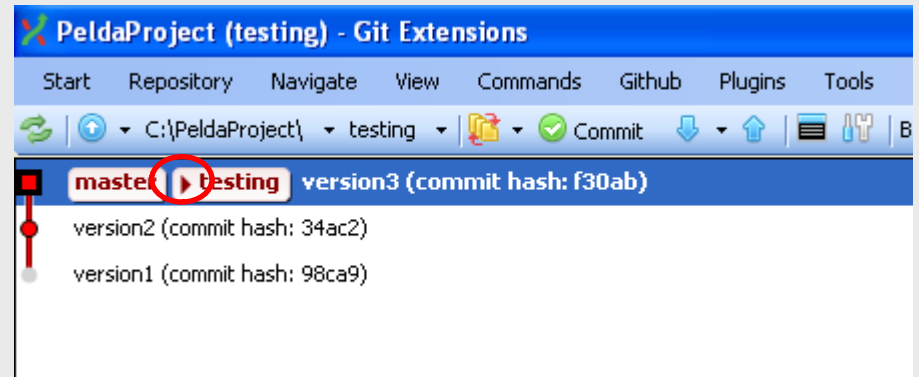 PeldaProject (testing) - Git Extensions
Start Repository Navigate View Commands Github Plugins Tools
C:\PeldaProject\ testing Commit B
master testing version3 (commit hash: f30ab)
version2 (commit hash: 34ac2)
version1 (commit hash: 98ca9)